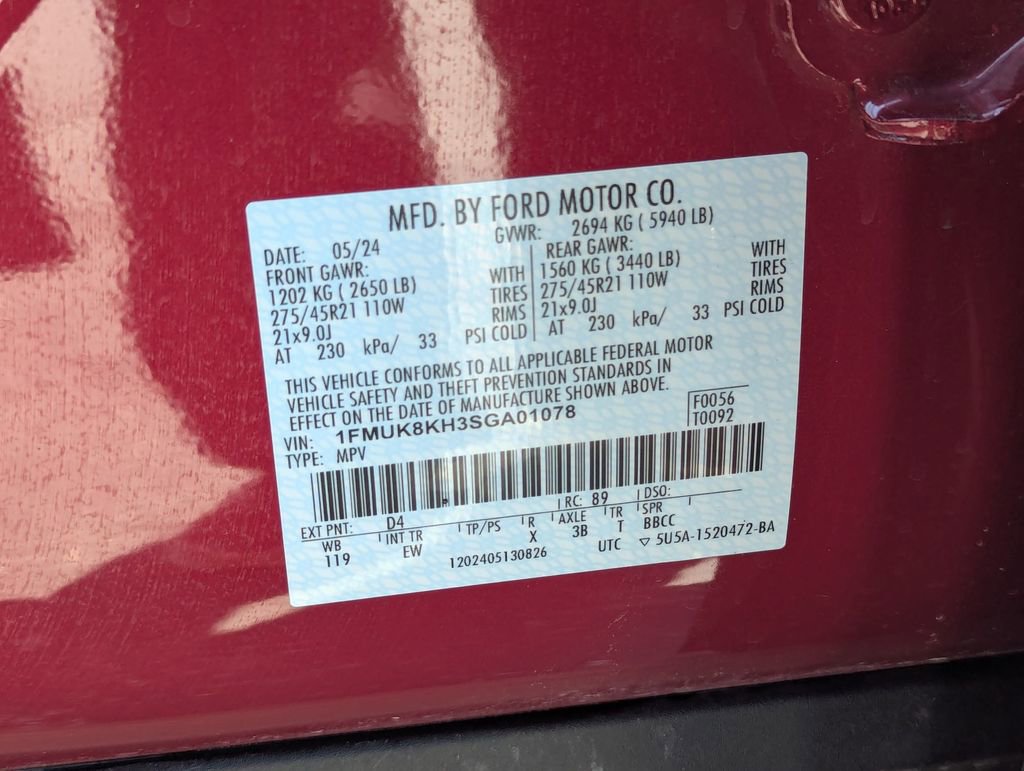 MFD. BY FORD MOTOR CO.
DATE: 05/24 GVWR: 2694 KG ( 5940 LB)
FRONT GAWR: REAR GAWR:
1202 KG ( 2650 LB) WITH 1560 KG ( 3440 LB) WITH
275/45R21 110W TIRES 275/45R21 110W TIRES
21x9.0J RIMS 21x9.0J RIMS
AT 230 kPa/ 33 PSI COLD AT 230 kPa/ 33 PSI COLD
THIS VEHICLE CONFORMS TO ALL APPLICABLE FEDERAL MOTOR
VEHICLE SAFETY AND THEFT PREVENTION STANDARDS IN
EFFECT ON THE DATE OF MANUFACTURE SHOWN ABOVE.
VIN: 1FMUK8KH3SGA01078 F0056
TYPE: MPV T0092
EXT PNT: D4 RC: 89 DSO:
WB INT TR TP/PS R AXLE TR SPR
119 EW X 3B T BBCC
1202405130826 UTC ▽ 5U5A-1520472-BA